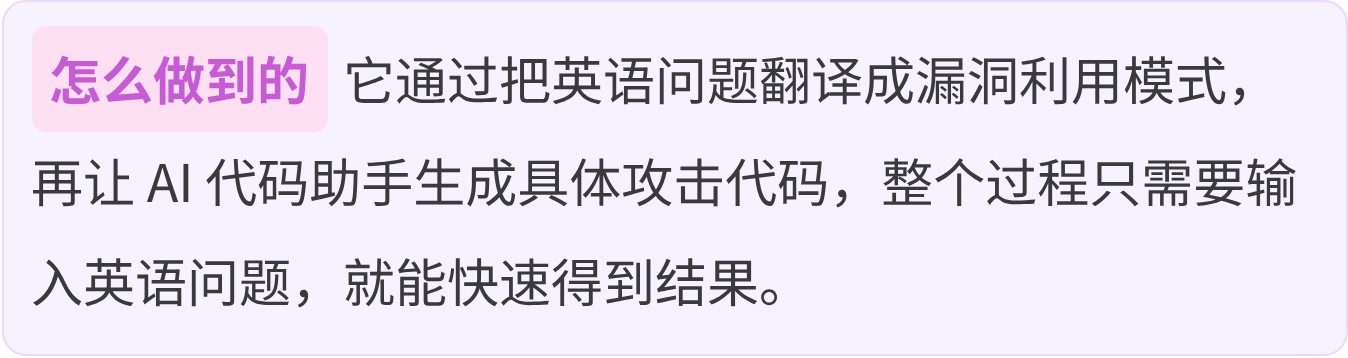 怎么做到的 它通过把英语问题翻译成漏洞利用模式，
再让 AI 代码助手生成具体攻击代码，整个过程只需要输
入英语问题，就能快速得到结果。